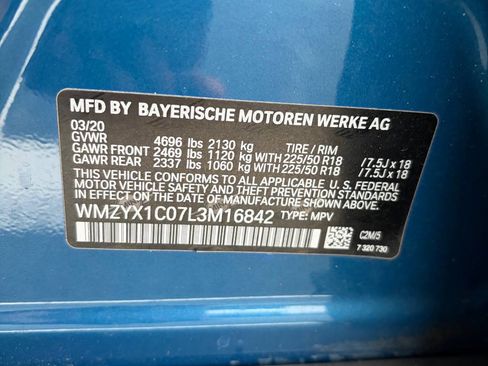 MFD BY BAYERISCHE MOTOREN WERKE AG
03/20
GVWR 4696 lbs 2130 kg TIRE / RIM
GAWR FRONT 2469 lbs 1120 kg WITH 225/50 R18 / 7.5J x 18
GAWR REAR 2337 lbs 1060 kg WITH 225/50 R18 / 7.5J x 18
THIS VEHICLE CONFORMS TO ALL APPLICABLE U. S. FEDERAL
MOTOR VEHICLE SAFETY AND THEFT PREVENTION STANDARDS
IN EFFECT ON THE DATE OF MANUFACTURE SHOWN ABOVE.
WMZYX1C07L3M16842 TYPE: MPV
C2M/5
7 320 730